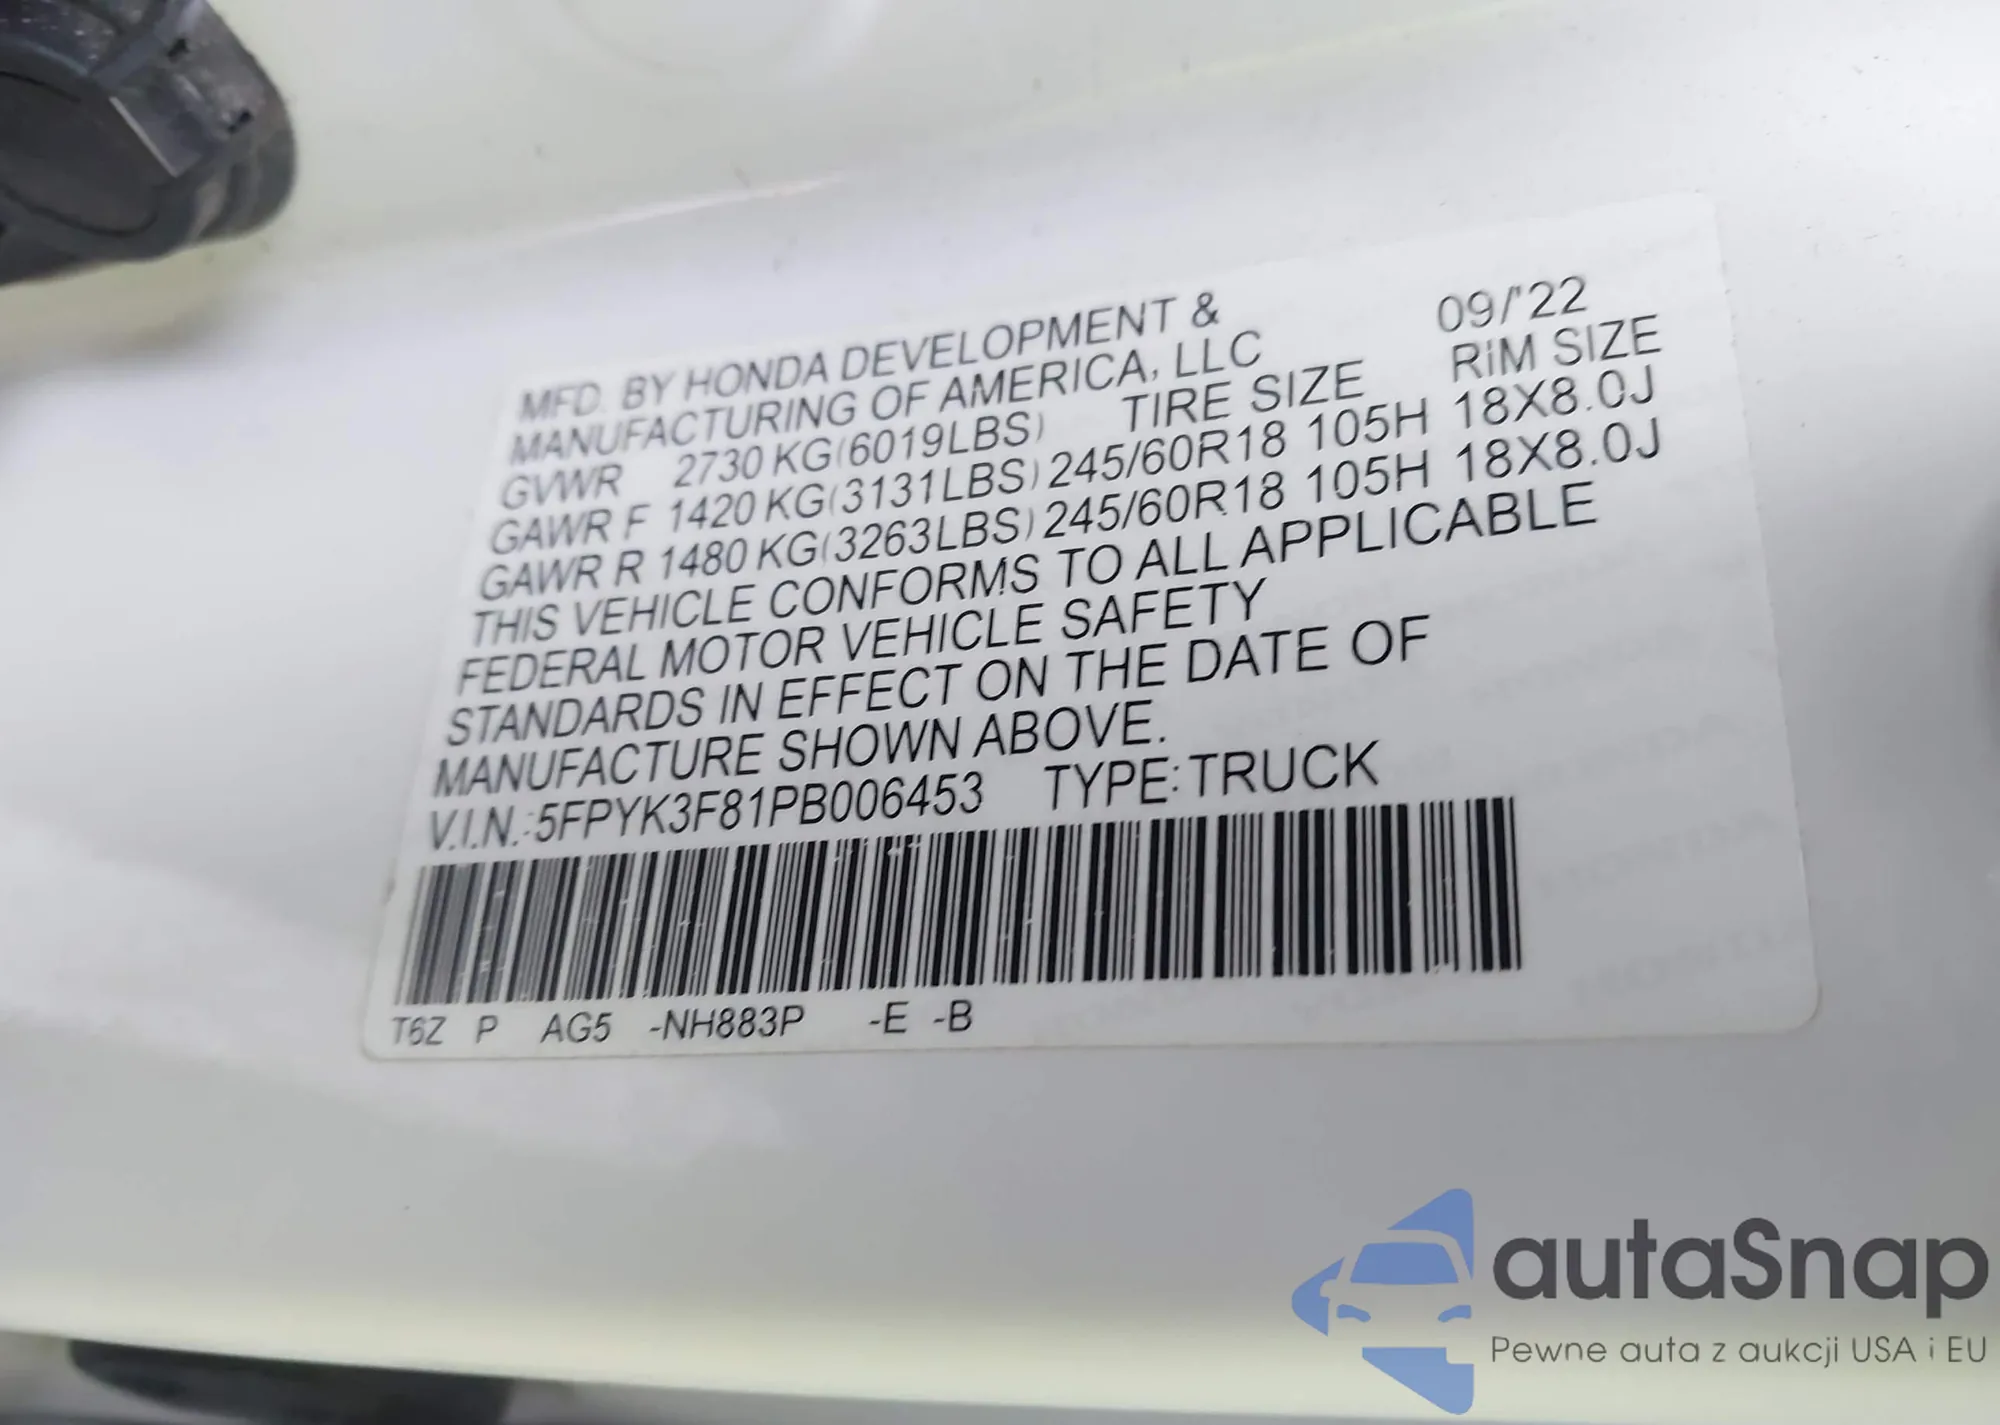 MFD. BY HONDA DEVELOPMENT &
MANUFACTURING OF AMERICA, LLC 09/'22
GVWR 2730 KG(6019LBS) TIRE SIZE RiM SIZE
GAWR F 1420 KG(3131LBS) 245/60R18 105H 18X8.0J
GAWR R 1480 KG(3263LBS) 245/60R18 105H 18X8.0J
THIS VEHICLE CONFORMS TO ALL APPLICABLE
FEDERAL MOTOR VEHICLE SAFETY
STANDARDS IN EFFECT ON THE DATE OF
MANUFACTURE SHOWN ABOVE.
V.I.N.:5FPYK3F81PB006453 TYPE:TRUCK
T6Z P AG5 -NH883P -E -B
autaSnap
Pewne auta z aukcji USA i EU